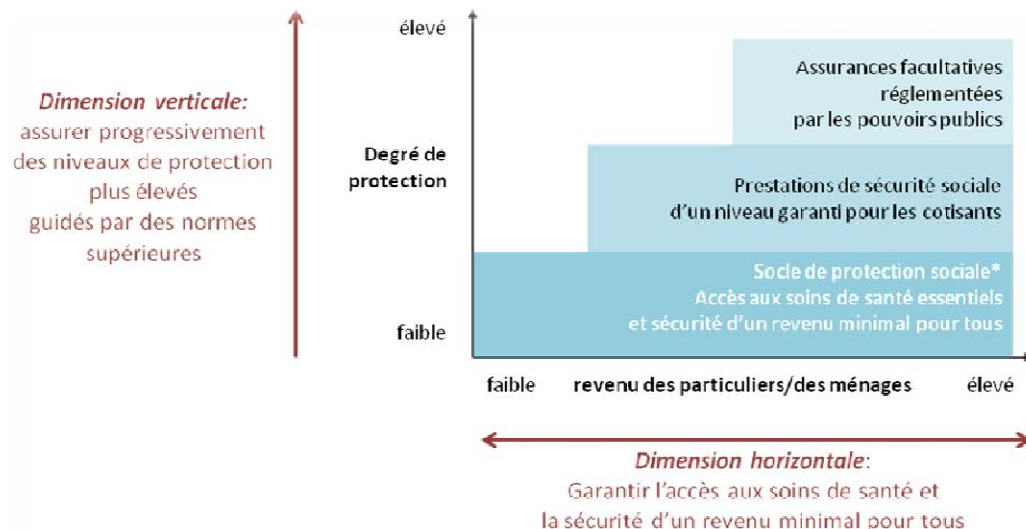 Dimension verticale:
assurer progressivement
des niveaux de protection
plus élevés
guidés par des normes
supérieures
élevé
Degré de
protection
faible
Assurances facultatives
réglementées
par les pouvoirs publics
Prestations de sécurité sociale
d'un niveau garanti pour les cotisants
Socle de protection sociale*
Accès aux soins de santé essentiels
et sécurité d'un revenu minimal pour tous
faible revenu des particuliers/des ménages élevé
Dimension horizontale:
Garantir l'accès aux soins de santé et
la sécurité d'un revenu minimal pour tous